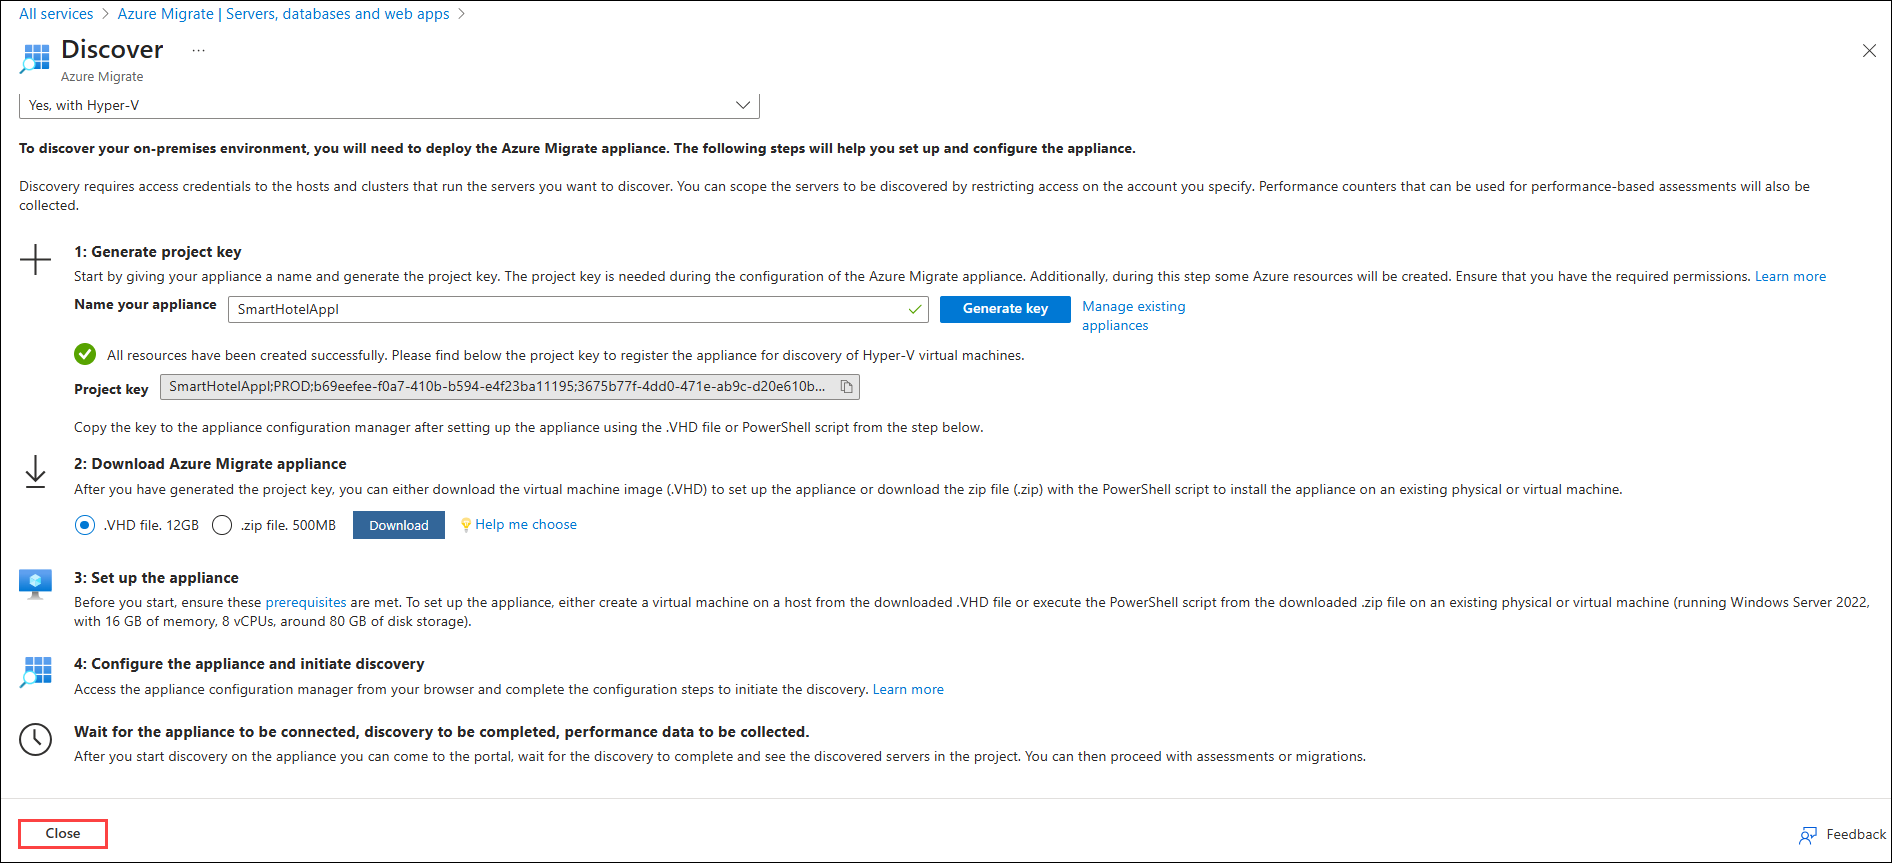 All services > Azure Migrate | Servers, databases and web apps >
Discover ...
Azure Migrate
Yes, with Hyper-V
To discover your on-premises environment, you will need to deploy the Azure Migrate appliance. The following steps will help you set up and configure the appliance.
Discovery requires access credentials to the hosts and clusters that run the servers you want to discover. You can scope the servers to be discovered by restricting access on the account you specify. Performance counters that can be used for performance-based assessments will also be
collected.
1: Generate project key
Start by giving your appliance a name and generate the project key. The project key is needed during the configuration of the Azure Migrate appliance. Additionally, during this step some Azure resources will be created. Ensure that you have the required permissions. Learn more
Name your appliance SmartHotelAppl Generate key Manage existing
appliances
All resources have been created successfully. Please find below the project key to register the appliance for discovery of Hyper-V virtual machines.
Project key SmartHotelAppl;PROD;b69eefee-f0a7-410b-b594-e4f23ba11195;3675b77f-4dd0-471e-ab9c-d20e610b...
Copy the key to the appliance configuration manager after setting up the appliance using the .VHD file or PowerShell script from the step below.
2: Download Azure Migrate appliance
After you have generated the project key, you can either download the virtual machine image (.VHD) to set up the appliance or download the zip file (.zip) with the PowerShell script to install the appliance on an existing physical or virtual machine.
.VHD file. 12GB .zip file. 500MB Download Help me choose
3: Set up the appliance
Before you start, ensure these prerequisites are met. To set up the appliance, either create a virtual machine on a host from the downloaded .VHD file or execute the PowerShell script from the downloaded .zip file on an existing physical or virtual machine (running Windows Server 2022,
with 16 GB of memory, 8 vCPUs, around 80 GB of disk storage).
4: Configure the appliance and initiate discovery
Access the appliance configuration manager from your browser and complete the configuration steps to initiate the discovery. Learn more
Wait for the appliance to be connected, discovery to be completed, performance data to be collected.
After you start discovery on the appliance you can come to the portal, wait for the discovery to complete and see the discovered servers in the project. You can then proceed with assessments or migrations.
Close
Feedback